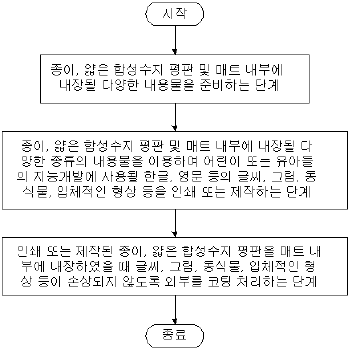 시작
종이, 얇은 합성수지 평판 및 매트 내부에
내장될 다양한 내용물을 준비하는 단계
종이, 얇은 합성수지 평판 및 매트 내부에 내장될 다
양한 종류의 내용물을 이용하며 어린이 또는 유아들
의 지능개발에 사용될 한글, 영문 등의 글씨, 그림, 동
식물, 입체적인 형상 등을 인쇄 또는 제작하는 단계
인쇄 또는 제작된 종이, 얇은 합성수지 평판을 매트 내
부에 내장하였을 때 글씨, 그림, 동식물, 입체적인 형
상 등이 손상되지 않도록 외부를 코팅 처리하는 단계
종료